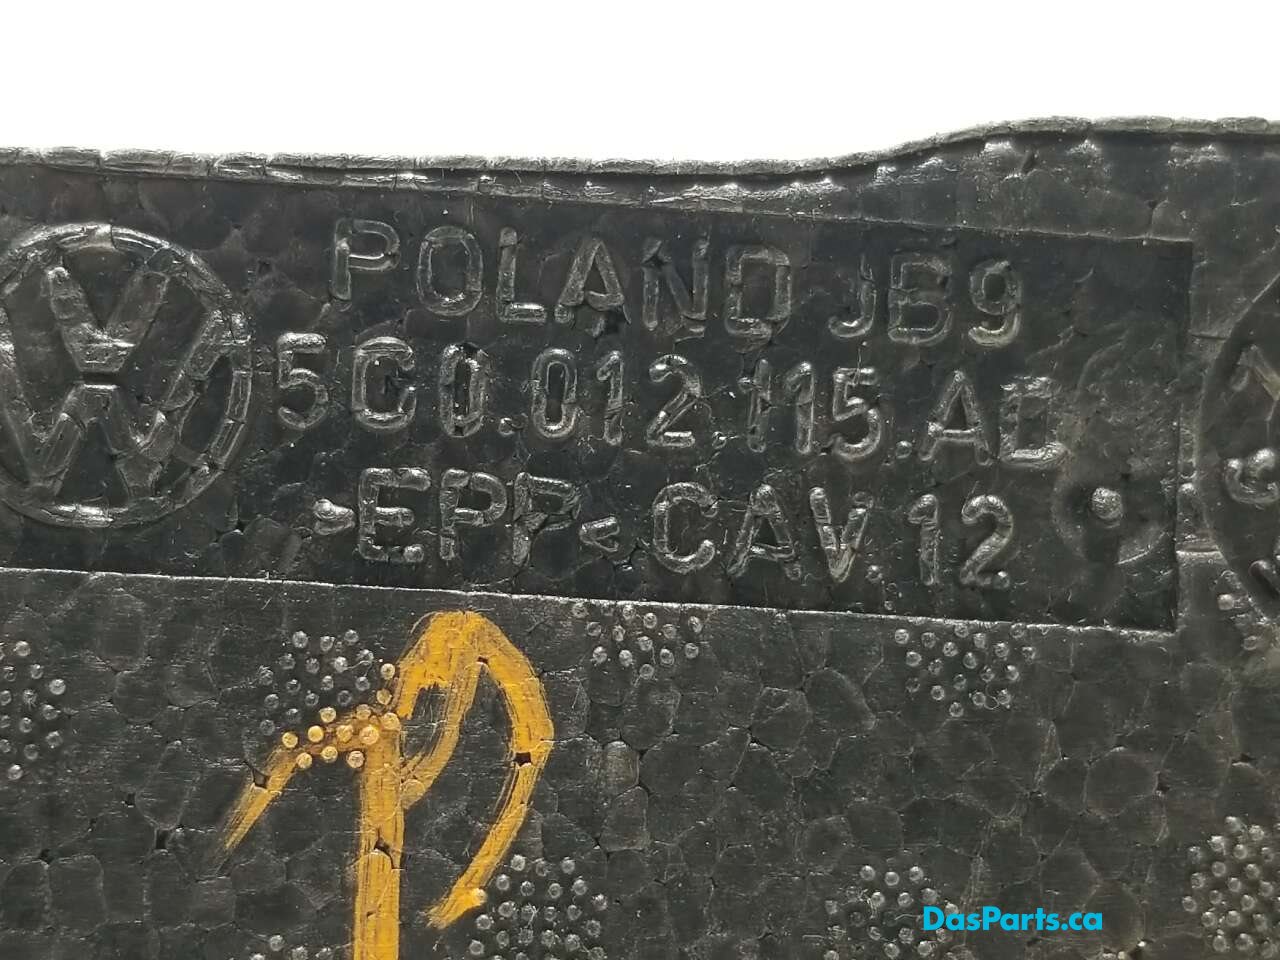 POLAND JB9
5C0.012.115.AD
>EPP< CAV 12
DasParts.ca